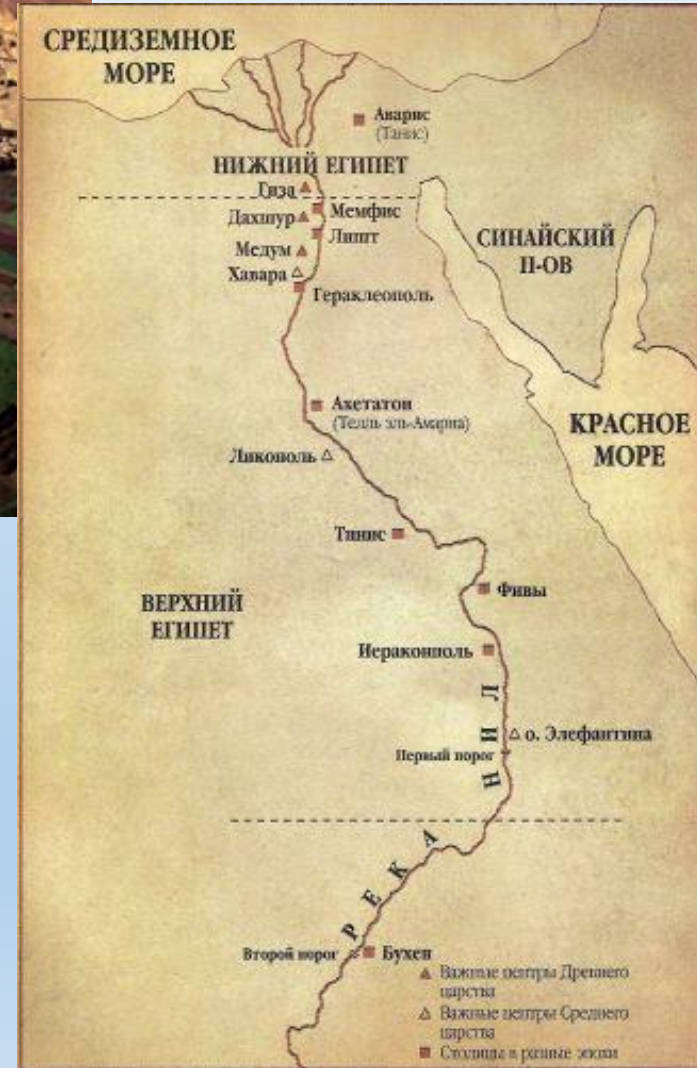 СРЕДИЗЕМНОЕ
МОРЕ
Аварис
(Танис)
НИЖНИЙ ЕГИПЕТ
Гиза
Мемфис
Дахшур
Лишт
Медум
Хавара
Гераклеополь
СИНАЙСКИЙ
П-ОВ
Ахетатон
(Телль эль-Амарна)
КРАСНОЕ
МОРЕ
Ликополь
Тинис
Фивы
ВЕРХНИЙ
ЕГИПЕТ
Иераконполь
о. Элефантина
Первый порог
РЕКА НИЛ
Второй порог
Бухен
Важные центры Древнего
царства
Важные центры Среднего
царства
Столицы в разные эпохи